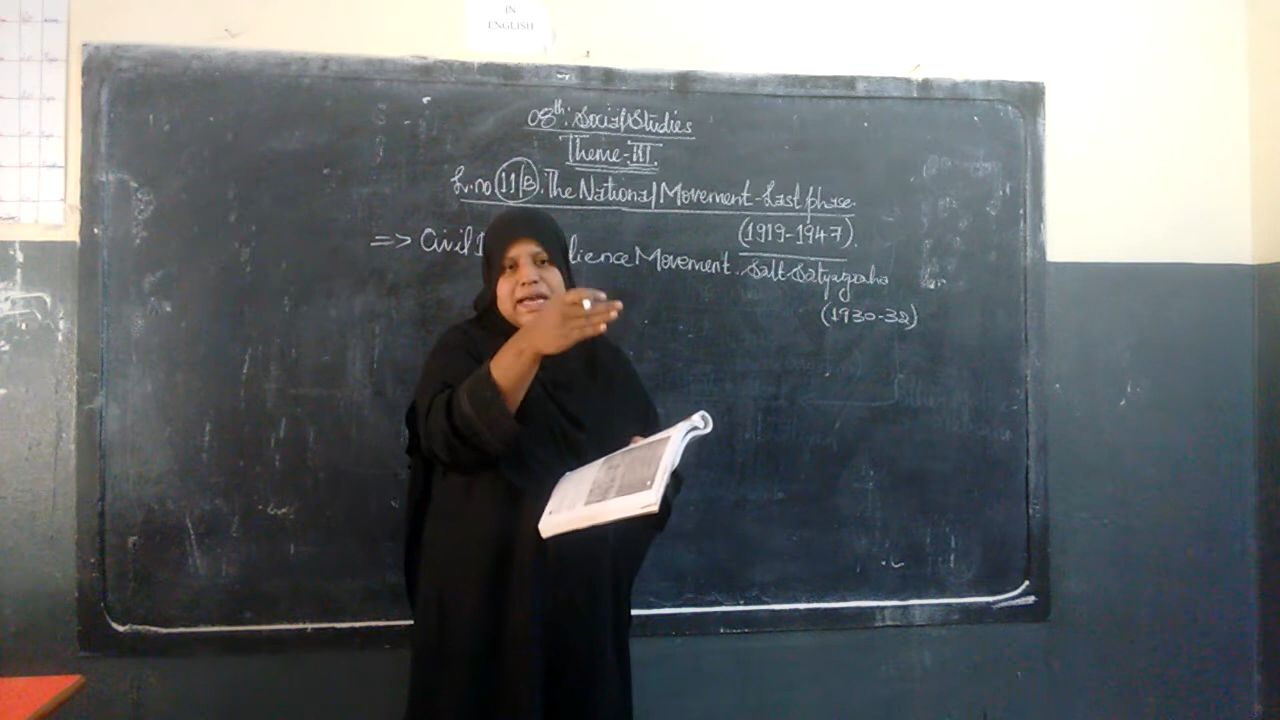 IN
ENGLISH
08th: Social Studies
Theme-III.
L.no 11/B. The National Movement - Last phase.
(1919-1947).
=> Civil Movement. Salt-Satyagraha
(1930-32)